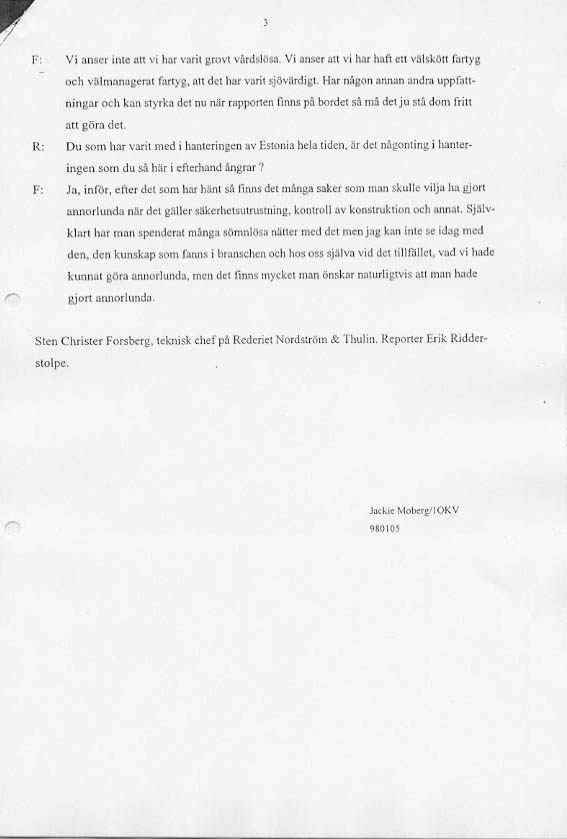 3
F: Vi anser inte att vi har varit grovt vårdslösa. Vi anser att vi har haft ett välskött fartyg
och välmanagerat fartyg, att det har varit sjövärdigt. Har någon annan andra uppfatt-
ningar och kan styrka det nu när rapporten finns på bordet så må det ju stå dom fritt
att göra det.
R: Du som har varit med i hanteringen av Estonia hela tiden, är det någonting i hanter-
ingen som du så här i efterhand ångrar ?
F: Ja, inför, efter det som har hänt så finns det många saker som man skulle vilja ha gjort
annorlunda när det gäller säkerhetsutrustning, kontroll av konstruktion och annat. Själv-
klart har man spenderat många sömnlösa nätter med det men jag kan inte se idag med
den, den kunskap som fanns i branschen och hos oss själva vid det tillfället, vad vi hade
kunnat göra annorlunda, men det finns mycket man önskar naturligtvis att man hade
gjort annorlunda.
Sten Christer Forsberg, teknisk chef på Rederiet Nordström & Thulin. Reporter Erik Ridder-
stolpe.
Jackie Moberg/IOKV
980105